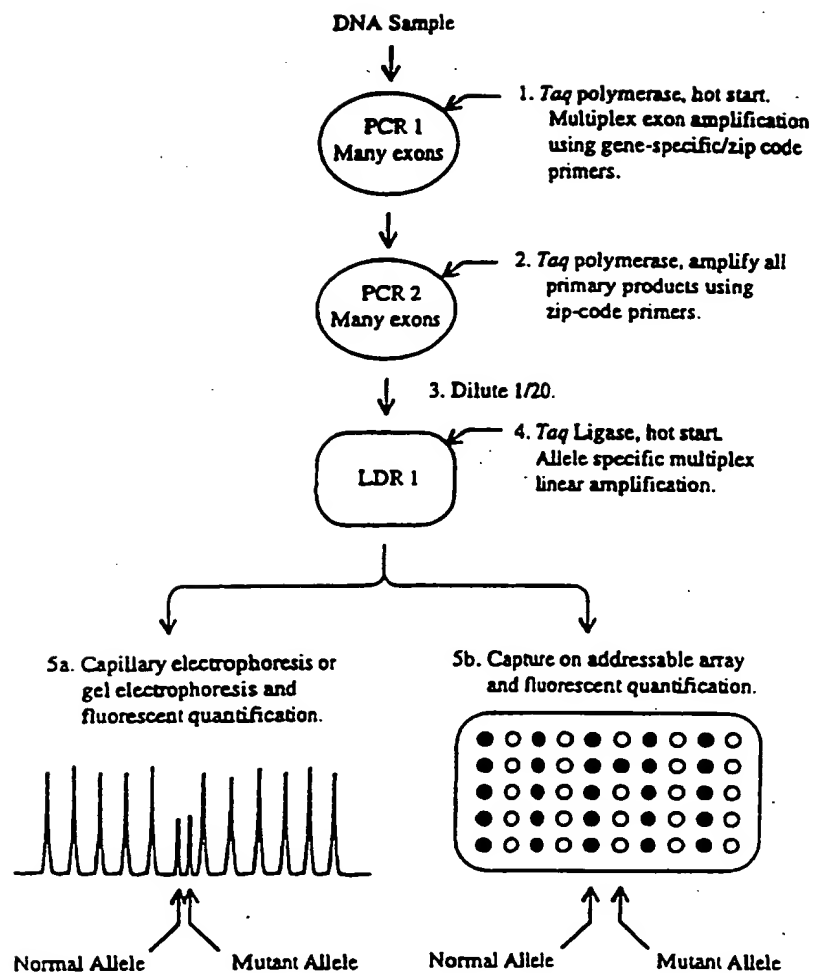 DNA Sample
PCR 1
Many exons
1. Taq polymerase, hot start.
Multiplex exon amplification
using gene-specific/zip code
primers.
PCR 2
Many exons
2. Taq polymerase, amplify all
primary products using
zip-code primers.
3. Dilute 1/20.
LDR 1
4. Taq Ligase, hot start.
Allele specific multiplex
linear amplification.
5a. Capillary electrophoresis or
gel electrophoresis and
fluorescent quantification.
5b. Capture on addressable array
and fluorescent quantification.
Normal Allele
Mutant Allele
Normal Allele
Mutant Allele